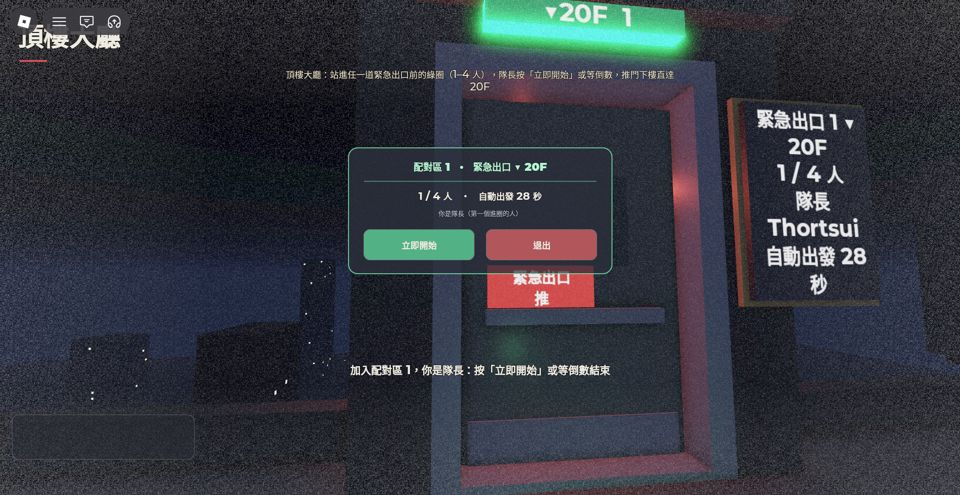 ▼20F 1
頂樓大廳
頂樓大廳：站進任一道緊急出口前的綠圈（1–4 人），隊長按「立即開始」或等倒數，推門下樓直達
20F
緊急出口 1 ▼
20F
1 / 4 人
隊長
Thortsui
自動出發 28
秒
配對區 1 • 緊急出口 ▼ 20F
1 / 4 人 • 自動出發 28 秒
你是隊長（第一個進圈的人）
立即開始
退出
緊急出口
推
加入配對區 1，你是隊長：按「立即開始」或等倒數結束